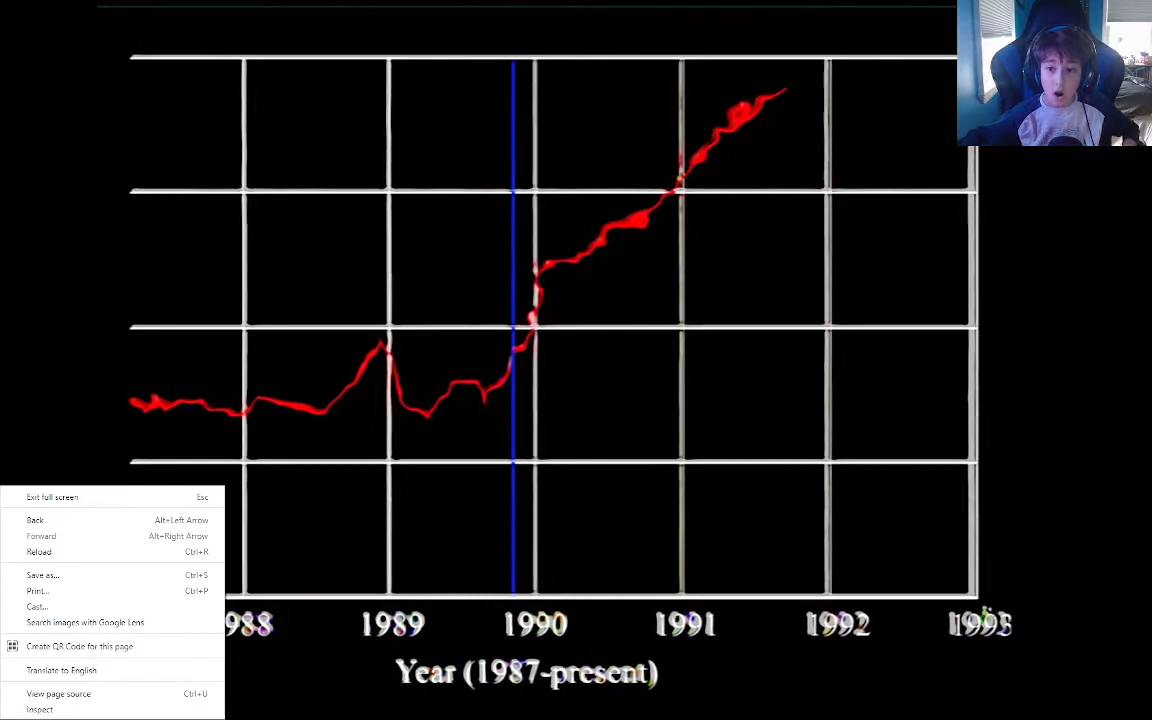 Exit full screen Esc
Back Alt+Left Arrow
Forward Alt+Right Arrow
Reload Ctrl+R
Save as... Ctrl+S
Print... Ctrl+P
Cast...
Search images with Google Lens
Create QR Code for this page
Translate to English
View page source Ctrl+U
Inspect
988 1989 1990 1991 1992 1993
Year (1987-present)